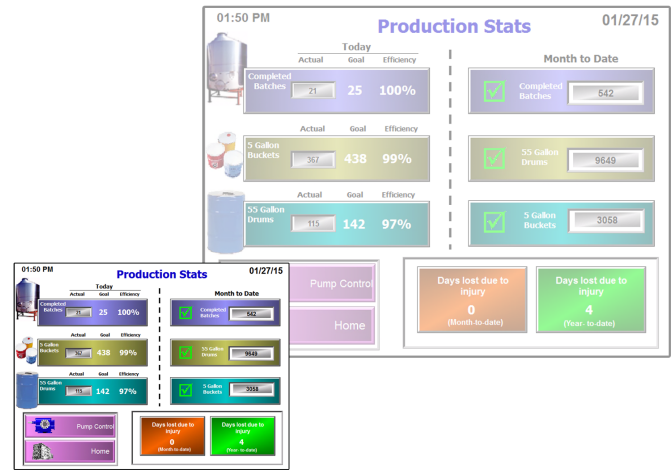 01:50 PM
Production Stats
01/27/15
Today
Actual Goal Efficiency
Month to Date
Completed
Batches
21 25 100%
Completed
Batches
542
Actual Goal Efficiency
5 Gallon
Buckets
367 438 99%
55 Gallon
Drums
9649
Actual Goal Efficiency
55 Gallon
Drums
115 142 97%
5 Gallon
Buckets
3058
Pump Control
Home
Days lost due to
injury
0
(Month-to-date)
Days lost due to
injury
4
(Year- to-date)
01:50 PM
Production Stats
01/27/15
Today
Actual Goal Efficiency
Month to Date
Completed
Batches
21 25 100%
Completed
Batches
542
Actual Goal Efficiency
5 Gallon
Buckets
367 438 99%
55 Gallon
Drums
9649
Actual Goal Efficiency
55 Gallon
Drums
115 142 97%
5 Gallon
Buckets
3058
Pump Control
Home
Days lost due to
injury
0
(Month-to-date)
Days lost due to
injury
4
(Year- to-date)